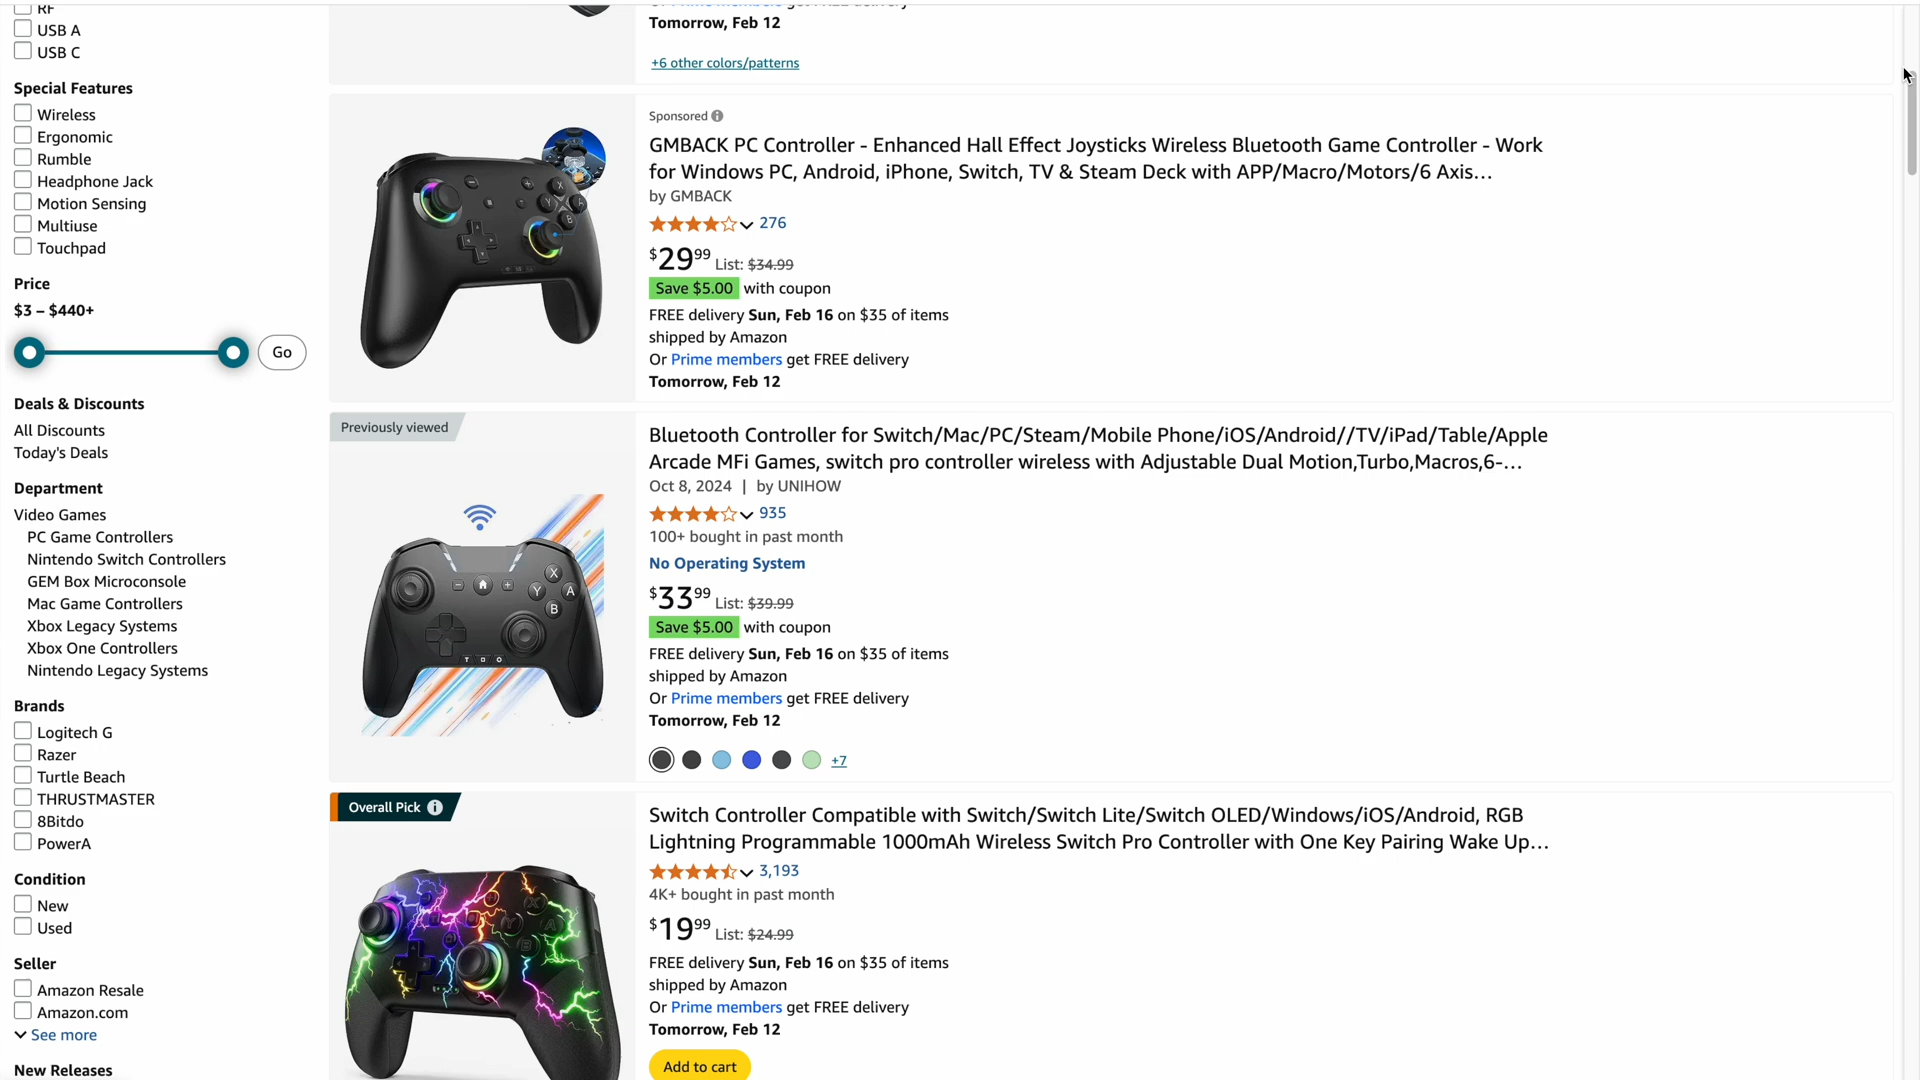 RF
USB A
USB C
Special Features
Wireless
Ergonomic
Rumble
Headphone Jack
Motion Sensing
Multiuse
Touchpad
Price
$3 – $440+
Go
Deals & Discounts
All Discounts
Today's Deals
Department
Video Games
PC Game Controllers
Nintendo Switch Controllers
GEM Box Microconsole
Mac Game Controllers
Xbox Legacy Systems
Xbox One Controllers
Nintendo Legacy Systems
Brands
Logitech G
Razer
Turtle Beach
THRUSTMASTER
8Bitdo
PowerA
Condition
New
Used
Seller
Amazon Resale
Amazon.com
See more
New Releases
Tomorrow, Feb 12
+6 other colors/patterns
Sponsored
GMBACK PC Controller - Enhanced Hall Effect Joysticks Wireless Bluetooth Game Controller - Work
for Windows PC, Android, iPhone, Switch, TV & Steam Deck with APP/Macro/Motors/6 Axis…
by GMBACK
276
$29 99 List: $34.99
Save $5.00 with coupon
FREE delivery Sun, Feb 16 on $35 of items
shipped by Amazon
Or Prime members get FREE delivery
Tomorrow, Feb 12
Previously viewed
X
Y A
B
Bluetooth Controller for Switch/Mac/PC/Steam/Mobile Phone/iOS/Android//TV/iPad/Table/Apple
Arcade MFi Games, switch pro controller wireless with Adjustable Dual Motion,Turbo,Macros,6-…
Oct 8, 2024 | by UNIHOW
935
100+ bought in past month
No Operating System
$33 99 List: $39.99
Save $5.00 with coupon
FREE delivery Sun, Feb 16 on $35 of items
shipped by Amazon
Or Prime members get FREE delivery
Tomorrow, Feb 12
+7
Overall Pick
Switch Controller Compatible with Switch/Switch Lite/Switch OLED/Windows/iOS/Android, RGB
Lightning Programmable 1000mAh Wireless Switch Pro Controller with One Key Pairing Wake Up…
3,193
4K+ bought in past month
$19 99 List: $24.99
FREE delivery Sun, Feb 16 on $35 of items
shipped by Amazon
Or Prime members get FREE delivery
Tomorrow, Feb 12
Add to cart